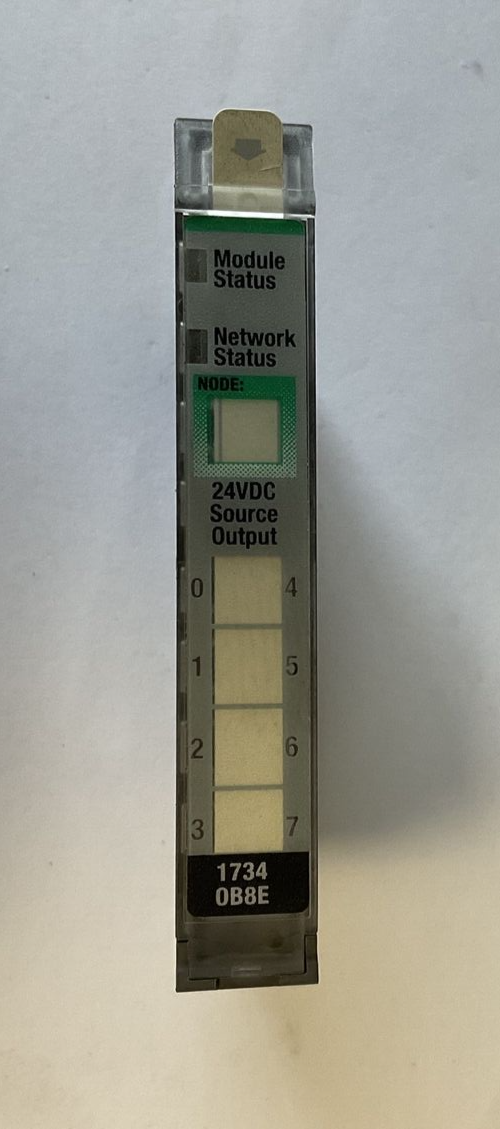 Module
Status
Network
Status
NODE:
24VDC
Source
Output
0 4
1 5
2 6
3 7
1734
OB8E